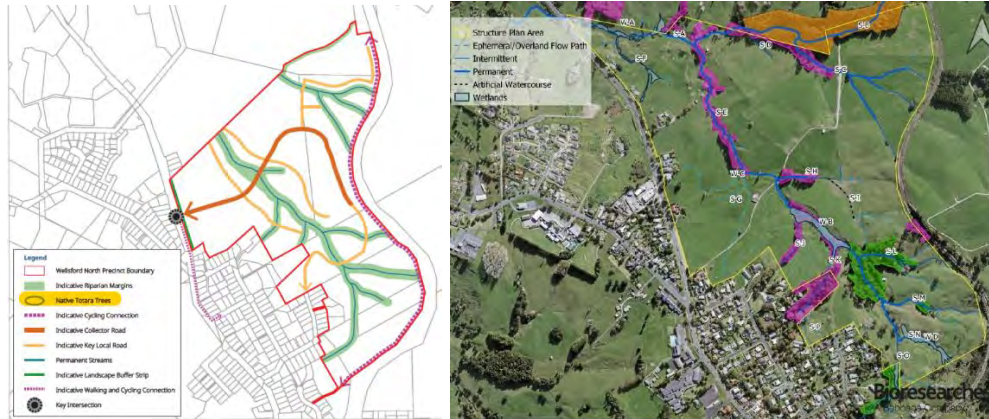 Legend
Wellsford North Precinct Boundary
Indicative Riparian Margins
Native Totara Trees
Indicative Cycling Connection
Indicative Collector Road
Indicative Key Local Road
Permanent Streams
Indicative Landscape Buffer Strip
Indicative Walking and Cycling Connection
Key Intersection
Structure Plan Area
Ephemeral/Overland Flow Path
Intermittent
Permanent
Artificial Watercourse
Wetlands
W-A
S-A
S-F
S-D
S-B
S-C
S-E
W-C
S-H
S-G
S-I
W-B
S-J
S-L
S-K
S-M
S-N
W-D
S-P
S-O
Bioresearches